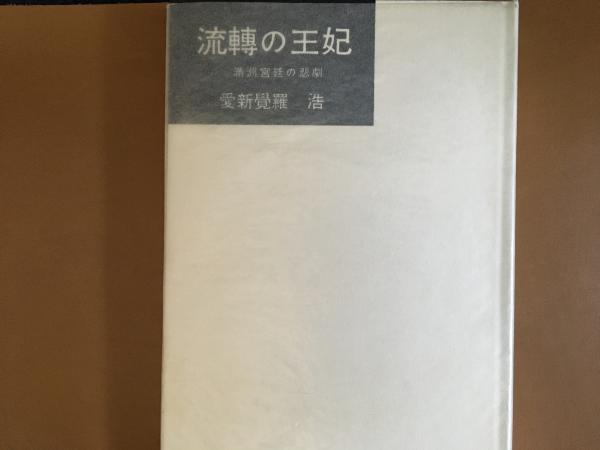 流轉の王妃
満洲宮廷の悲劇
愛新覺羅 浩